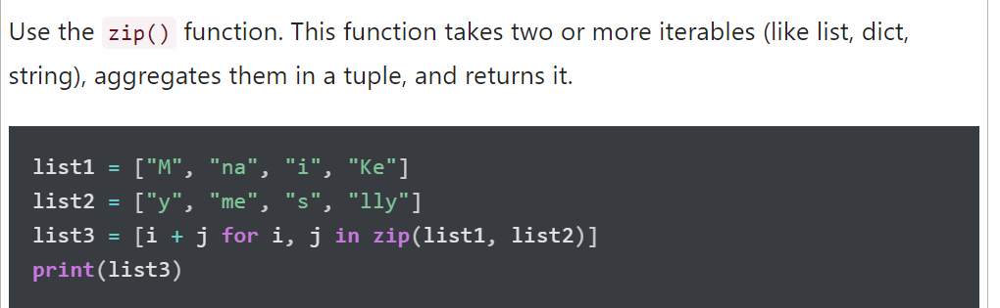 Use the zip() function. This function takes two or more iterables (like list, dict,
string), aggregates them in a tuple, and returns it.
list1 = ["M", "na", "i", "Ke"]
list2 = ["y", "me", "s", "lly"]
list3 = [i + j for i, j in zip(list1, list2)]
print(list3)